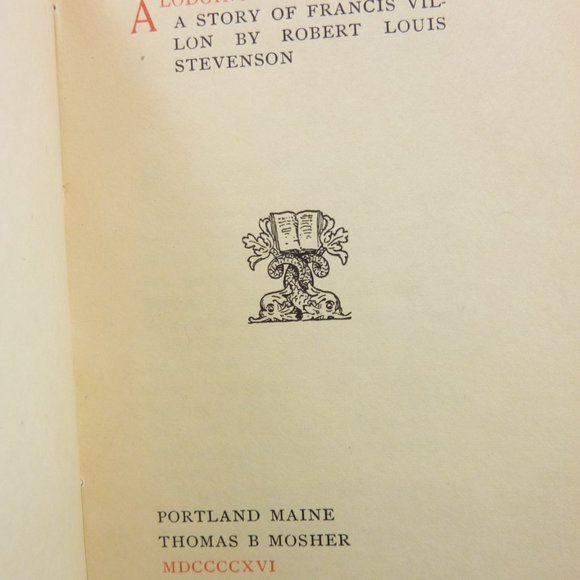 A
A STORY OF FRANCIS VIL-
LON BY ROBERT LOUIS
STEVENSON
PORTLAND MAINE
THOMAS B MOSHER
MDCCCCXVI